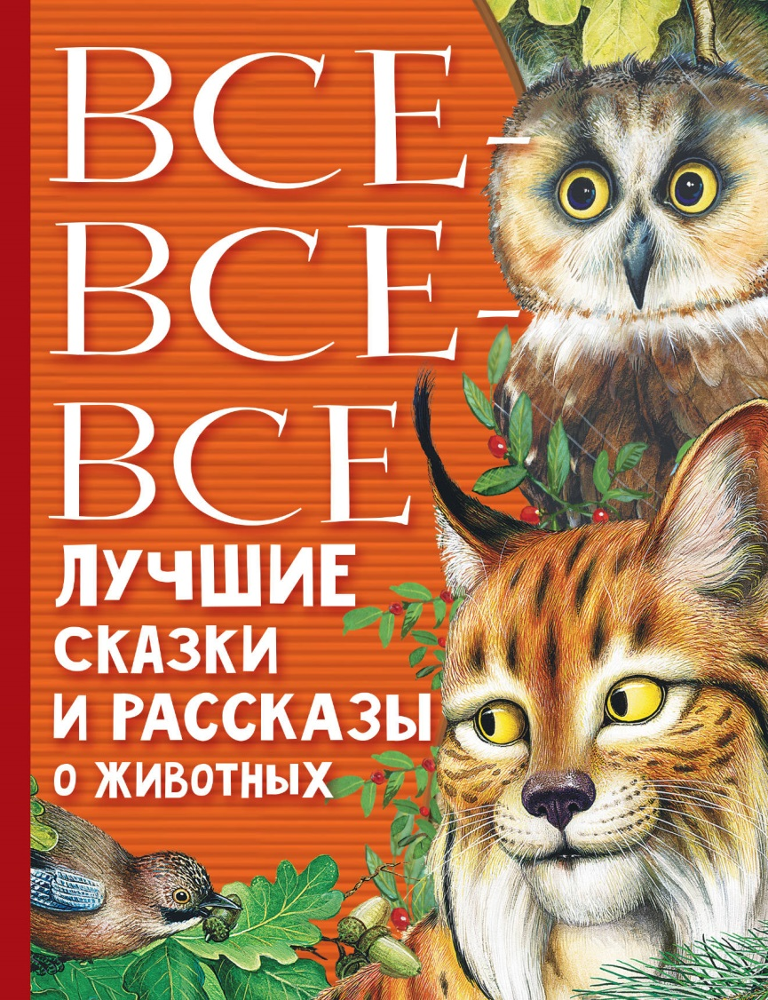 ВСЕ-
ВСЕ-
ВСЕ
ЛУЧШИЕ
СКАЗКИ
И РАССКАЗЫ
О ЖИВОТНЫХ